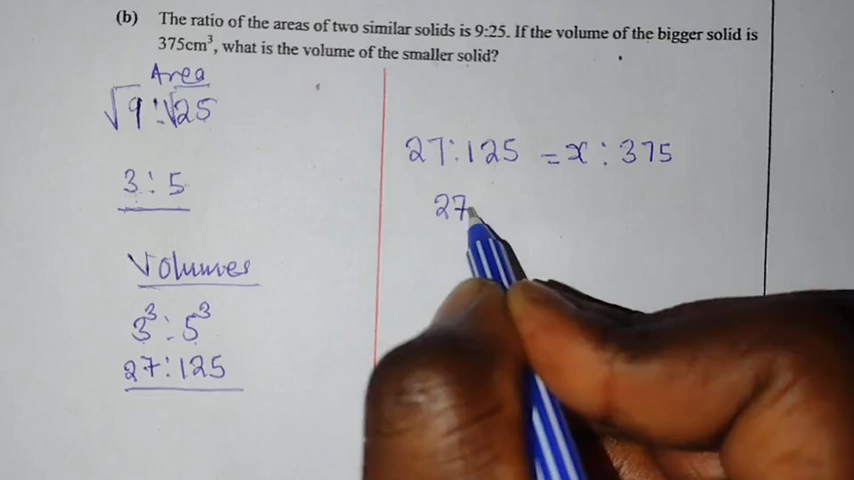 (b) The ratio of the areas of two similar solids is 9:25. If the volume of the bigger solid is
375cm³, what is the volume of the smaller solid?
Area
√9 : √25
3 : 5
Volumes
3³ : 5³
27 : 125
27 : 125 = x : 375
27